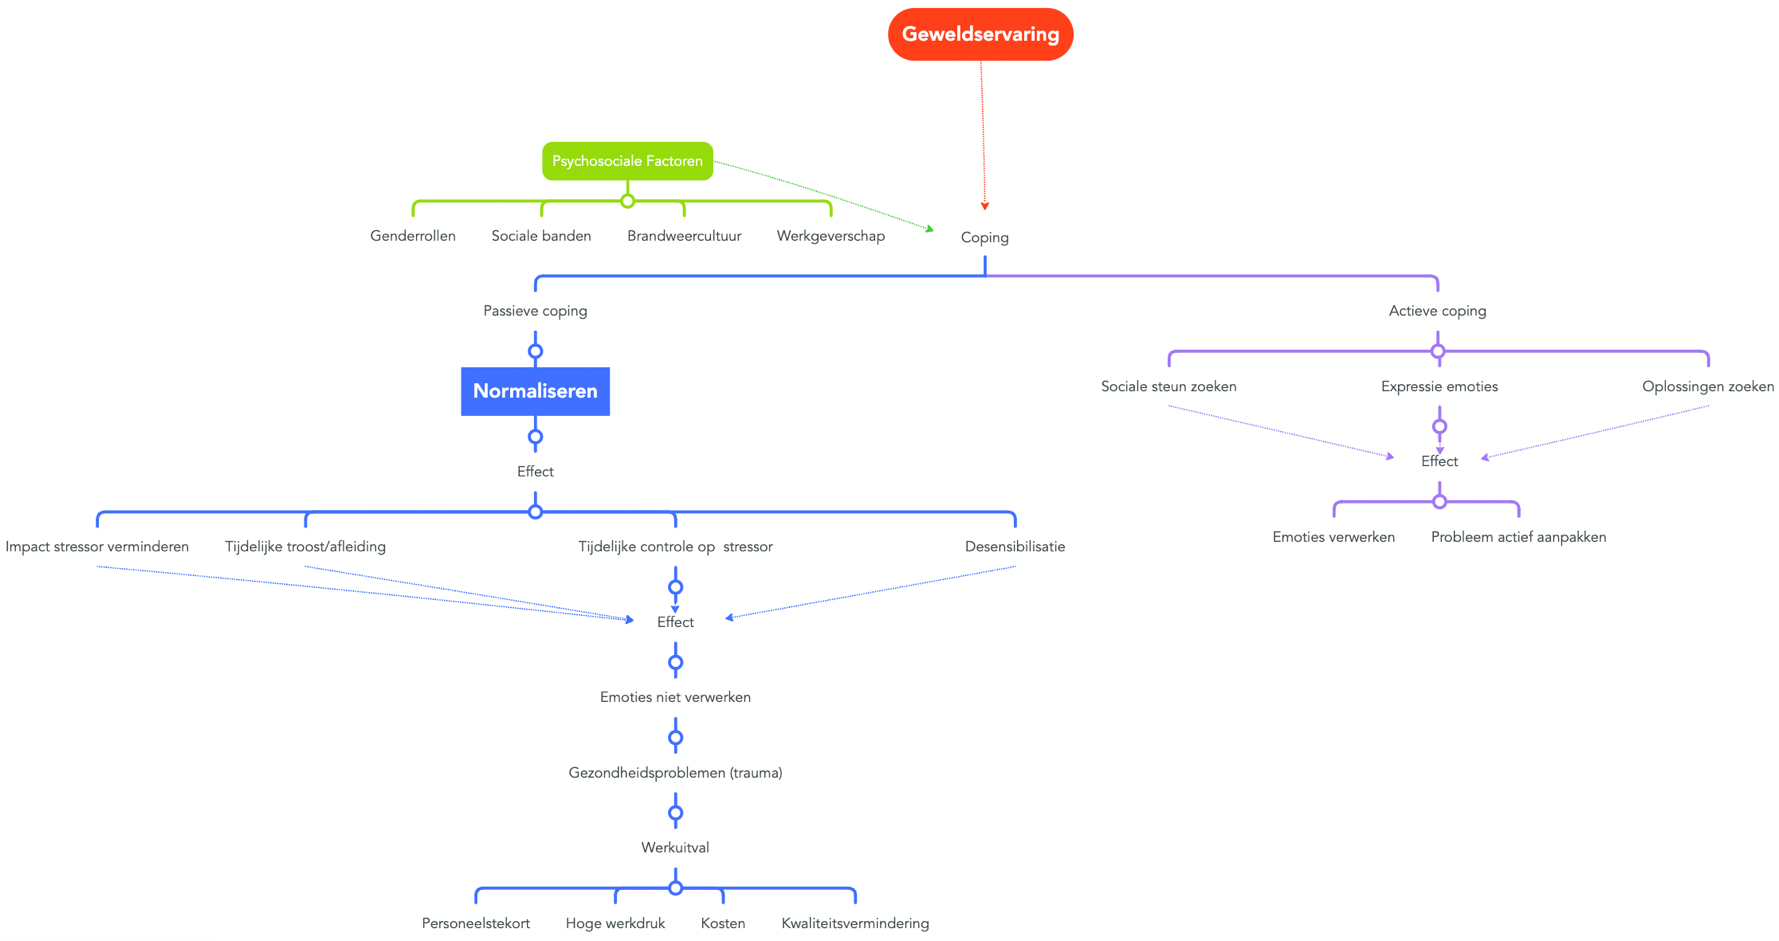 Geweldservaring
Psychosociale Factoren
Genderrollen
Sociale banden
Brandweercultuur
Werkgeverschap
Coping
Passieve coping
Actieve coping
Normaliseren
Sociale steun zoeken
Expressie emoties
Oplossingen zoeken
Effect
Effect
Emoties verwerken
Probleem actief aanpakken
Impact stressor verminderen
Tijdelijke troost/afleiding
Tijdelijke controle op stressor
Desensibilisatie
Effect
Emoties niet verwerken
Gezondheidsproblemen (trauma)
Werkuitval
Personeelstekort
Hoge werkdruk
Kosten
Kwaliteitsvermindering